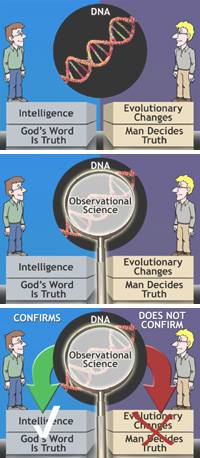 DNA
Intelligence
God's Word
Is Truth
Evolutionary
Changes
Man Decides
Truth
DNA
Observational
Science
Intelligence
God's Word
Is Truth
Evolutionary
Changes
Man Decides
Truth
CONFIRMS
DOES NOT
CONFIRM
DNA
Observational
Science
Intelligence
God's Word
Is Truth
Evolutionary
Changes
Man Decides
Truth